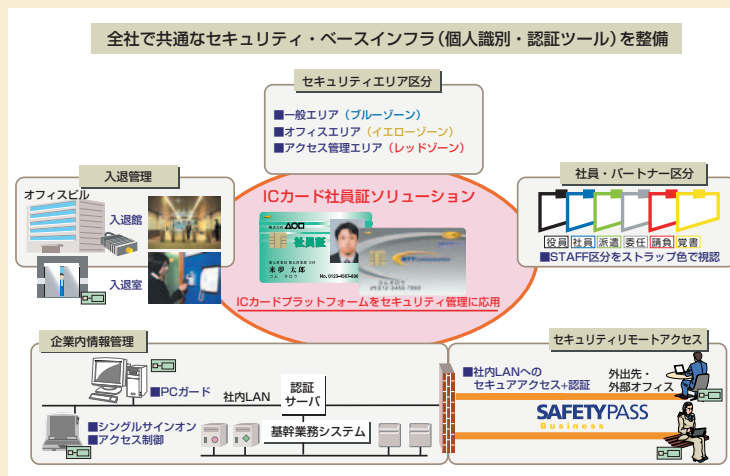 全社で共通なセキュリティ・ベースインフラ(個人識別・認証ツール)を整備
セキュリティエリア区分
■一般エリア(ブルーゾーン)
■オフィスエリア(イエローゾーン)
■アクセス管理エリア(レッドゾーン)
入退管理
オフィスビル
入退館
入退室
ICカード社員証ソリューション
社員証
来夢 太郎
ICカードプラットフォームをセキュリティ管理に応用
社員・パートナー区分
役員 社員 派遣 委任 請負 覚書
■STAFF区分をストラップ色で視認
企業内情報管理
■PCガード
社内LAN
認証
サーバ
■シングルサインオン
■アクセス制御
基幹業務システム
セキュリティリモートアクセス
■社内LANへの
セキュアアクセス+認証
外出先・
外部オフィス
SAFETYPASS
Business